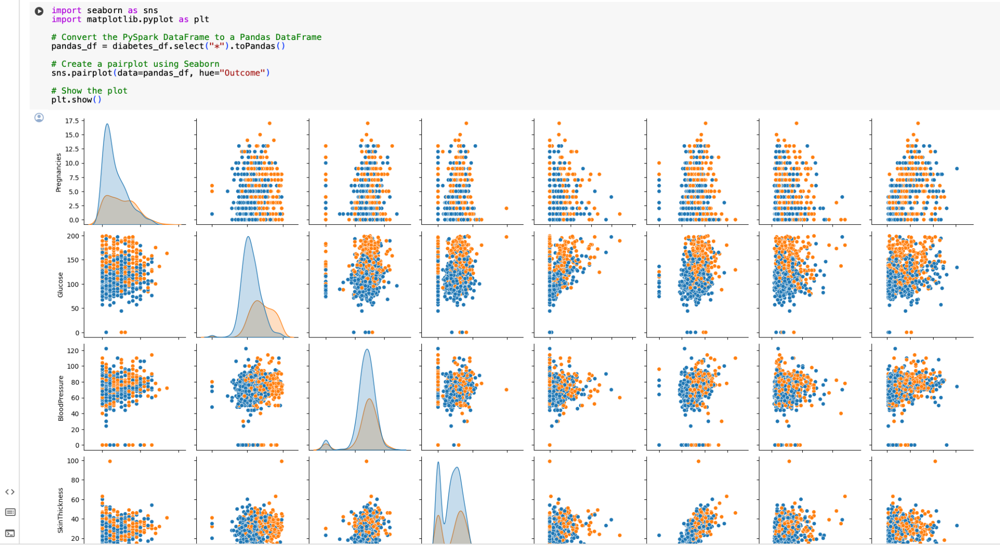 import seaborn as sns
import matplotlib.pyplot as plt
# Convert the PySpark DataFrame to a Pandas DataFrame
pandas_df = diabetes_df.select("*").toPandas()
# Create a pairplot using Seaborn
sns.pairplot(data=pandas_df, hue="Outcome")
# Show the plot
plt.show()
17.5
15.0
12.5
10.0
7.5
5.0
2.5
0.0
Pregnancies
200
150
100
50
0
Glucose
120
100
80
60
40
20
0
BloodPressure
100
80
60
40
20
SkinThickness